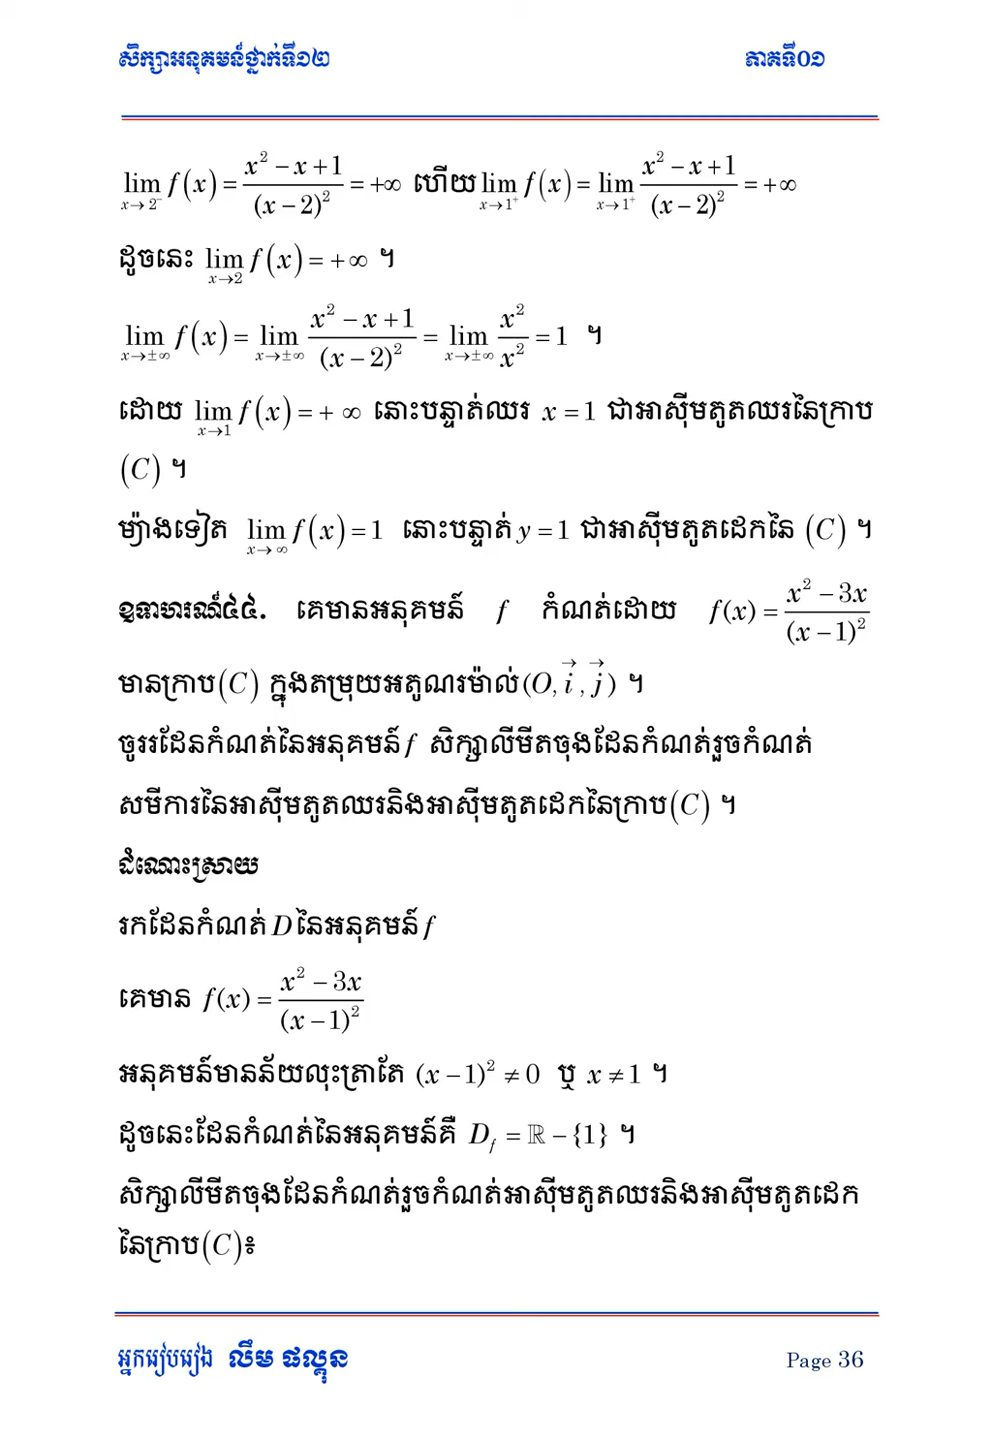 សិក្សាអនុគមន៍ថ្នាក់ទី១២ ភាគទី០១
lim_{x→2⁻} f(x) = (x² − x + 1)/((x − 2)²) = +∞ ហើយ lim_{x→1⁺} f(x) = lim_{x→1⁺} (x² − x + 1)/((x − 2)²) = +∞
ដូចនេះ lim_{x→2} f(x) = +∞ ។
lim_{x→±∞} f(x) = lim_{x→±∞} (x² − x + 1)/((x − 2)²) = lim_{x→±∞} x²/x² = 1 ។
ដោយ lim_{x→1} f(x) = + ∞ នោះបន្ទាត់ឈរ x = 1 ជាអាស៊ីមតូតឈរនៃក្រាប
(C) ។
ម៉្យាងទៀត lim_{x→∞} f(x) = 1 នោះបន្ទាត់ y = 1 ជាអាស៊ីមតូតដេកនៃ (C) ។
ឧទាហរណ៍៤៤. គេមានអនុគមន៍ f កំណត់ដោយ f(x) = (x² − 3x)/((x − 1)²)
មានក្រាប(C) ក្នុងតម្រុយអតូណរម៉ាល់(O, i⃗, j⃗) ។
ចូររដែនកំណត់នៃអនុគមន៍ f សិក្សាលីមីតចុងដែនកំណត់រួចកំណត់
សមីការនៃអាស៊ីមតូតឈរនិងអាស៊ីមតូតដេកនៃក្រាប(C) ។
ដំណោះស្រាយ
រកដែនកំណត់ D នៃអនុគមន៍ f
គេមាន f(x) = (x² − 3x)/((x − 1)²)
អនុគមន៍មានន័យលុះត្រាតែ (x − 1)² ≠ 0 ឬ x ≠ 1 ។
ដូចនេះដែនកំណត់នៃអនុគមន៍គឺ D_f = ℝ − {1} ។
សិក្សាលីមីតចុងដែនកំណត់រួចកំណត់អាស៊ីមតូតឈរនិងអាស៊ីមតូតដេក
នៃក្រាប(C)៖
អ្នករៀបរៀង លឹម ផល្គុន Page 36